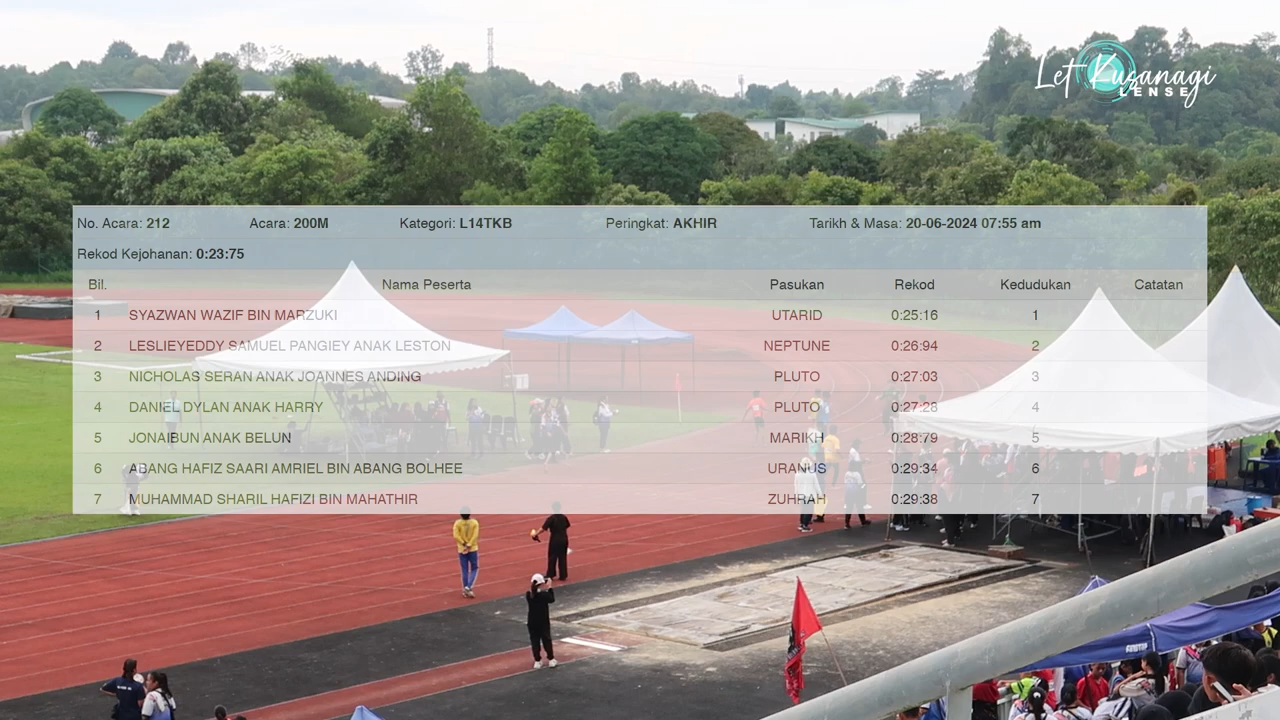 Let Kusanagi
LENSE
No. Acara: 212 Acara: 200M Kategori: L14TKB Peringkat: AKHIR Tarikh & Masa: 20-06-2024 07:55 am
Rekod Kejohanan: 0:23:75
Bil. Nama Peserta Pasukan Rekod Kedudukan Catatan
1 SYAZWAN WAZIF BIN MARZUKI UTARID 0:25:16 1
2 LESLIEYEDDY SAMUEL PANGIEY ANAK LESTON NEPTUNE 0:26:94 2
3 NICHOLAS SERAN ANAK JOANNES ANDING PLUTO 0:27:03 3
4 DANIEL DYLAN ANAK HARRY PLUTO 0:27:28 4
5 JONAIBUN ANAK BELUN MARIKH 0:28:79 5
6 ABANG HAFIZ SAARI AMRIEL BIN ABANG BOLHEE URANUS 0:29:34 6
7 MUHAMMAD SHARIL HAFIZI BIN MAHATHIR ZUHRAH 0:29:38 7